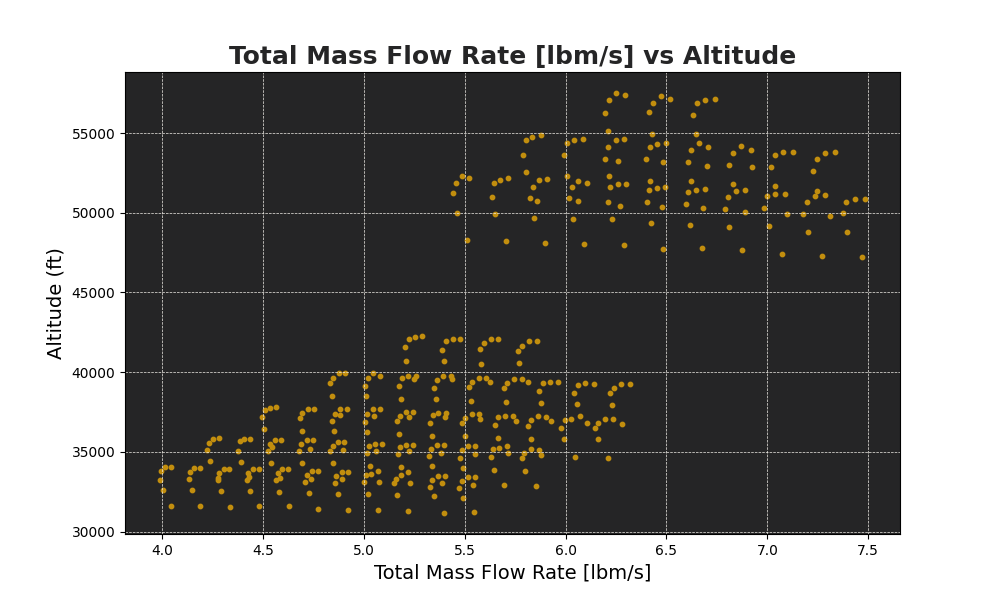 Total Mass Flow Rate [lbm/s] vs Altitude
Altitude (ft)
55000
50000
45000
40000
35000
30000
4.0 4.5 5.0 5.5 6.0 6.5 7.0 7.5
Total Mass Flow Rate [lbm/s]